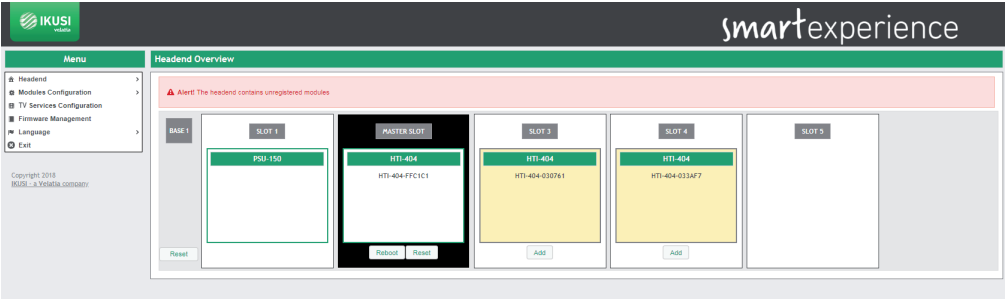 IKUSI
velatia
smartexperience
Menu
Headend
Modules Configuration
TV Services Configuration
Firmware Management
Language
Exit
Copyright 2018
IKUSI - a Velatia company
Headend Overview
Alert! The headend contains unregistered modules
BASE 1
Reset
SLOT 1
PSU-150
MASTER SLOT
HTI-404
HTI-404-FFC1C1
Reboot Reset
SLOT 3
HTI-404
HTI-404-030761
Add
SLOT 4
HTI-404
HTI-404-033AF7
Add
SLOT 5